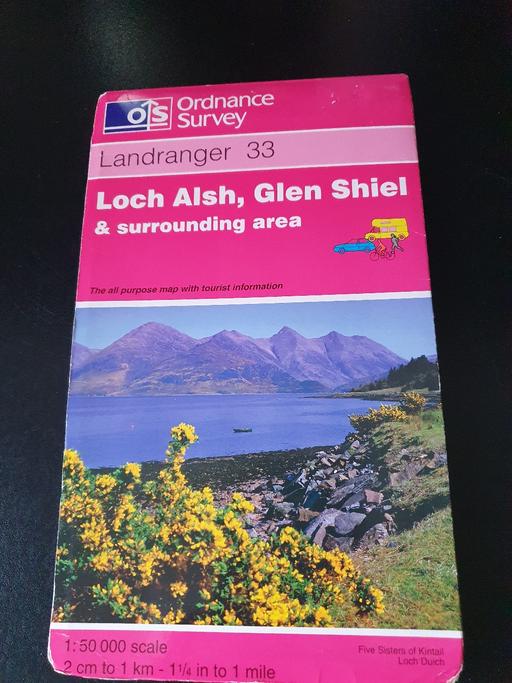 OS Ordnance
Survey
Landranger 33
Loch Alsh, Glen Shiel
& surrounding area
The all purpose map with tourist information
1:50 000 scale
2 cm to 1 km - 1¼ in to 1 mile
Five Sisters of Kintail
Loch Duich